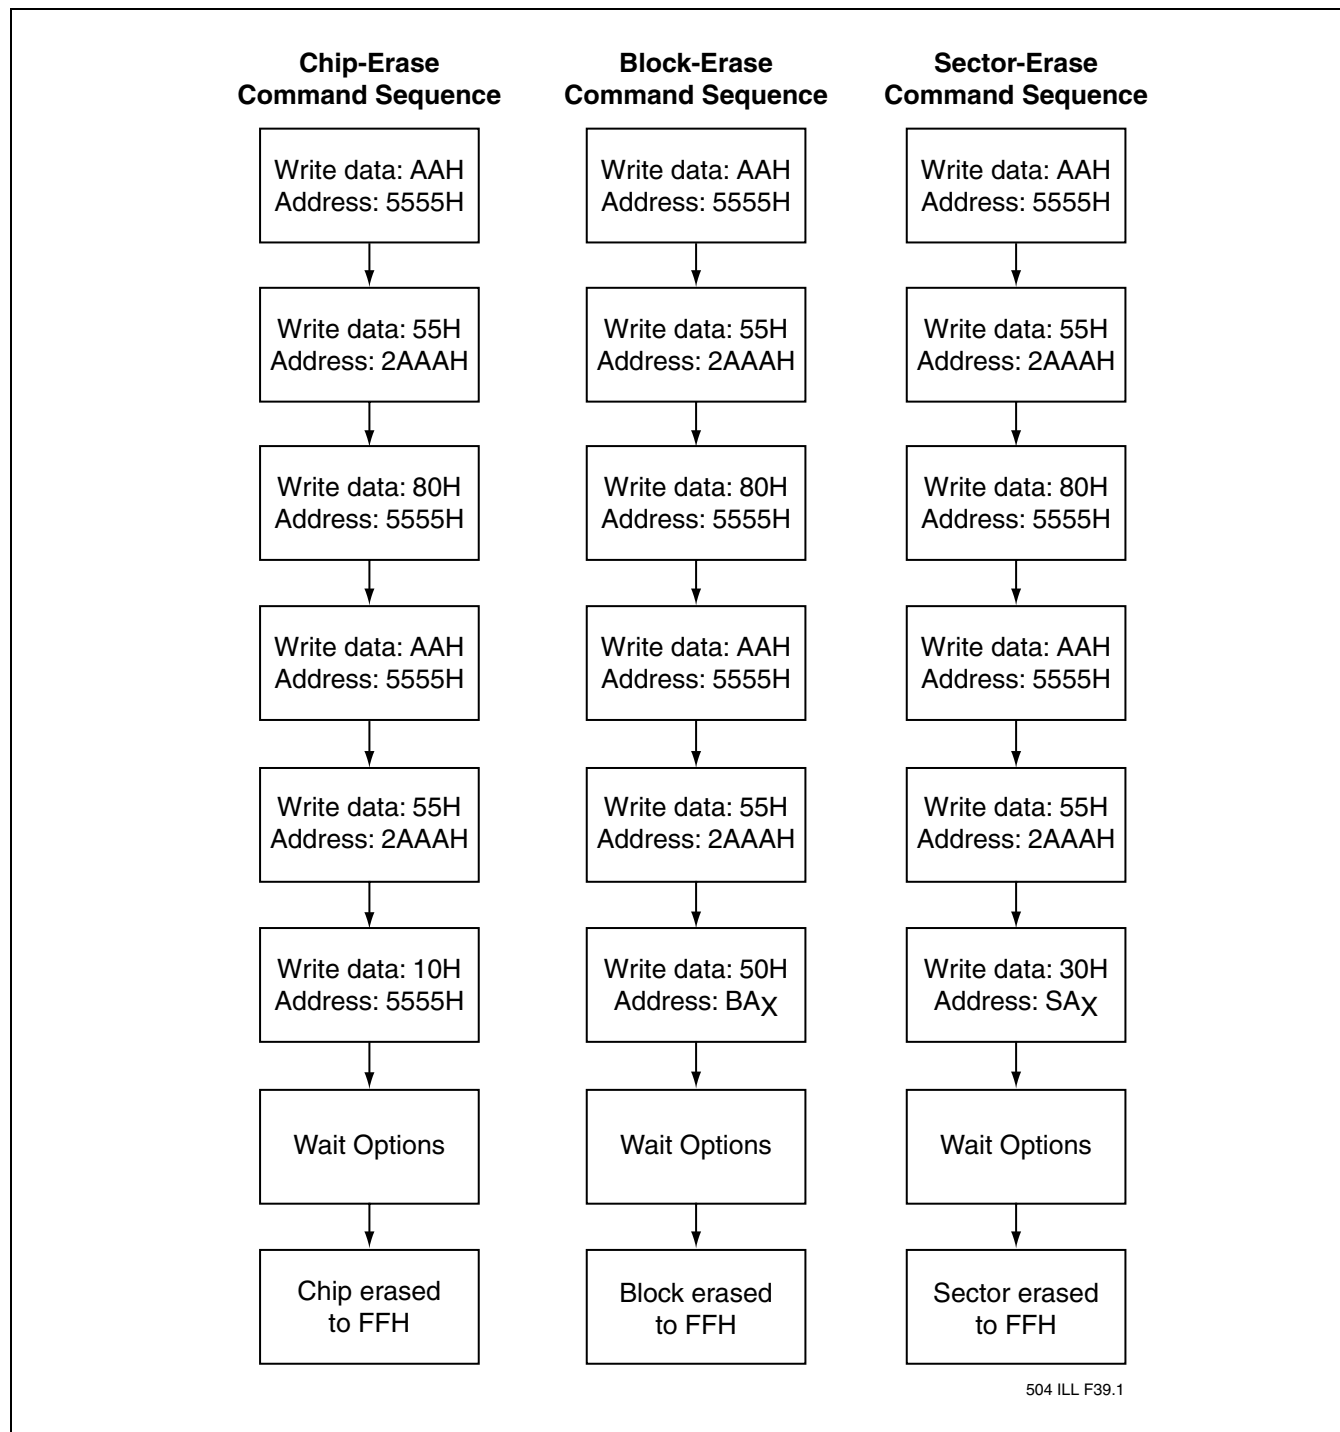 Chip-Erase
Command Sequence
Write data: AAH
Address: 5555H
Write data: 55H
Address: 2AAAH
Write data: 80H
Address: 5555H
Write data: AAH
Address: 5555H
Write data: 55H
Address: 2AAAH
Write data: 10H
Address: 5555H
Wait Options
Chip erased
to FFH
Block-Erase
Command Sequence
Write data: AAH
Address: 5555H
Write data: 55H
Address: 2AAAH
Write data: 80H
Address: 5555H
Write data: AAH
Address: 5555H
Write data: 55H
Address: 2AAAH
Write data: 50H
Address: BAX
Wait Options
Block erased
to FFH
Sector-Erase
Command Sequence
Write data: AAH
Address: 5555H
Write data: 55H
Address: 2AAAH
Write data: 80H
Address: 5555H
Write data: AAH
Address: 5555H
Write data: 55H
Address: 2AAAH
Write data: 30H
Address: SAX
Wait Options
Sector erased
to FFH
504 ILL F39.1